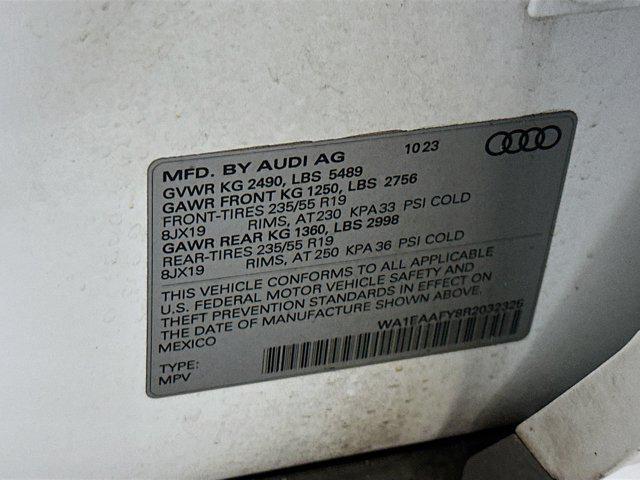 MFD. BY AUDI AG 10 23
GVWR KG 2490, LBS 5489
GAWR FRONT KG 1250, LBS 2756
FRONT-TIRES 235/55 R19
8JX19 RIMS, AT 230 KPA 33 PSI COLD
GAWR REAR KG 1360, LBS 2998
REAR-TIRES 235/55 R19
8JX19 RIMS, AT 250 KPA 36 PSI COLD
THIS VEHICLE CONFORMS TO ALL APPLICABLE
U.S. FEDERAL MOTOR VEHICLE SAFETY AND
THEFT PREVENTION STANDARDS IN EFFECT ON
THE DATE OF MANUFACTURE SHOWN ABOVE.
MEXICO WA1EAAFY8R2032326
TYPE:
MPV